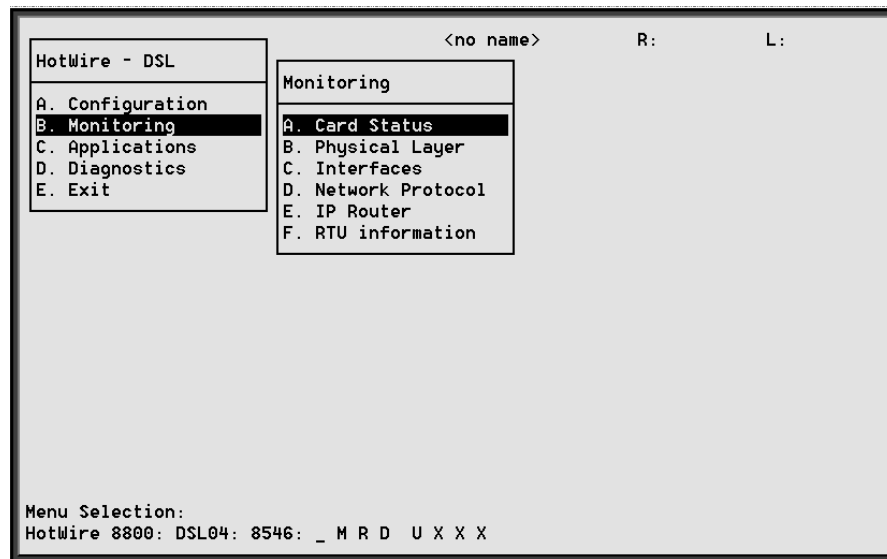 <no name> R: L:
HotWire - DSL
A. Configuration
B. Monitoring
C. Applications
D. Diagnostics
E. Exit
Monitoring
A. Card Status
B. Physical Layer
C. Interfaces
D. Network Protocol
E. IP Router
F. RTU information
Menu Selection:
HotWire 8800: DSL04: 8546: _ M R D U X X X